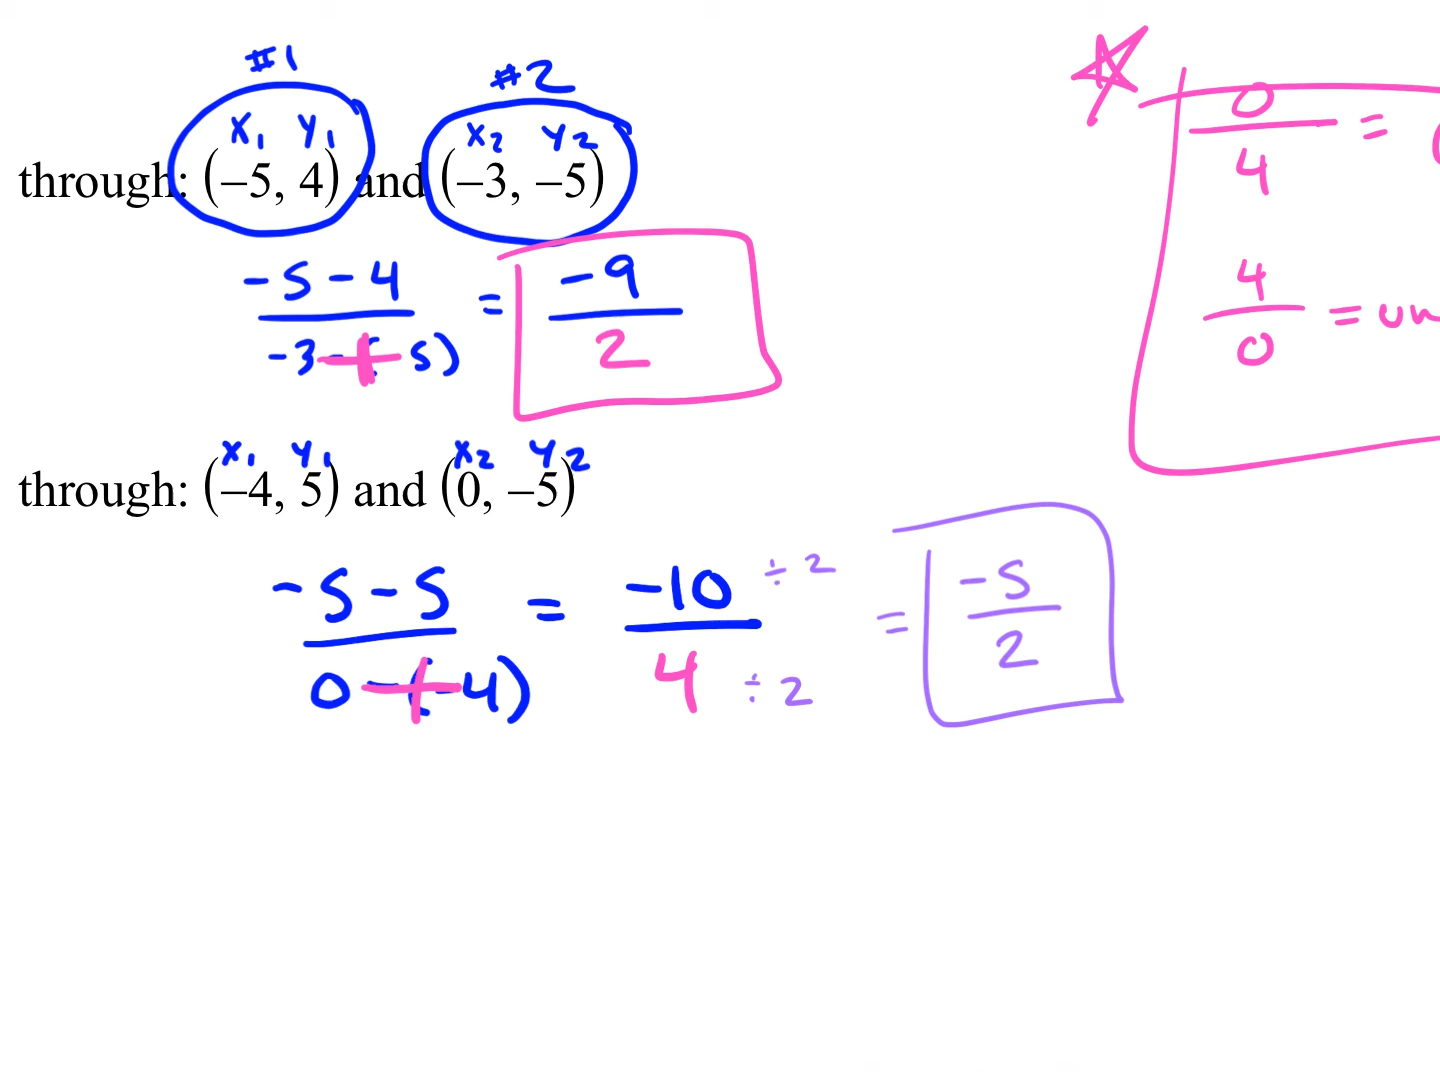 #1 #2
x₁ y₁ x₂ y₂
through: (–5, 4) and (–3, –5)
-5 - 4 / -3 - (-5) = -9 / 2
x₁ y₁ x₂ y₂
through: (–4, 5) and (0, –5)
-5 - 5 / 0 - (-4) = -10 ÷ 2 / 4 ÷ 2 = -5 / 2
0 / 4 =
4 / 0 = un